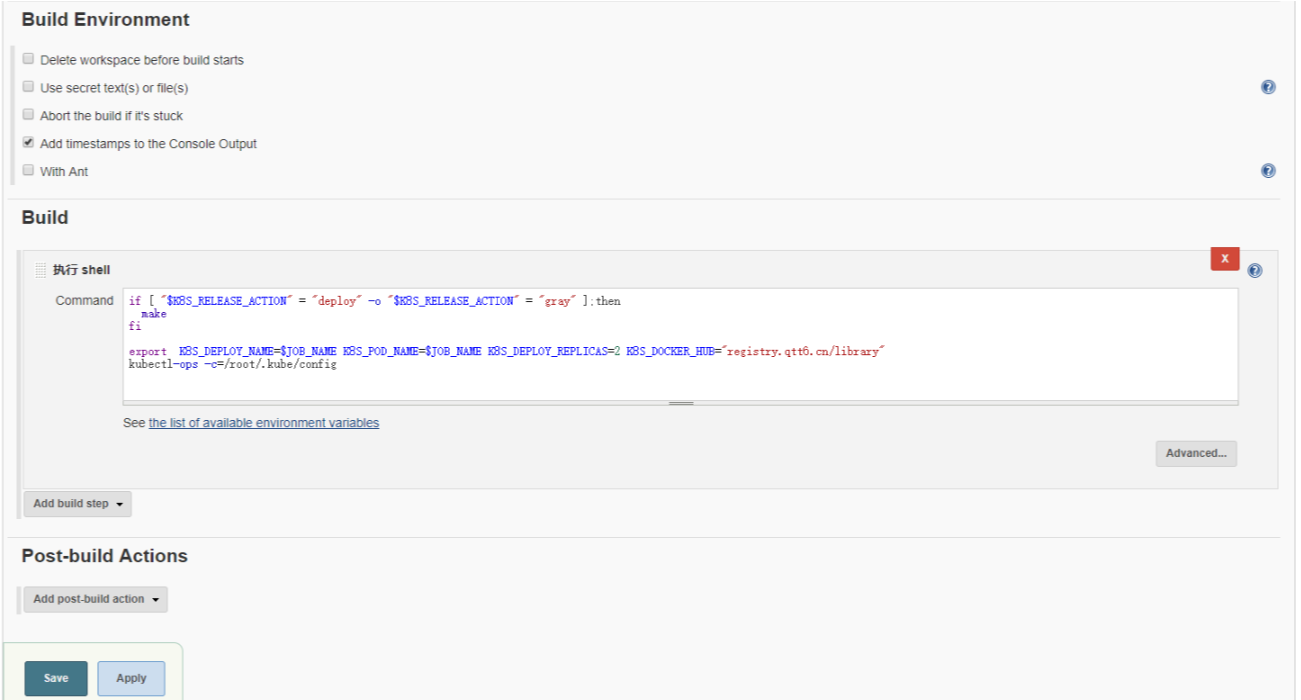 Build Environment
Delete workspace before build starts
Use secret text(s) or file(s)
Abort the build if it's stuck
Add timestamps to the Console Output
With Ant
Build
X
执行 shell
Command
if [ "$K8S_RELEASE_ACTION" = "deploy" -o "$K8S_RELEASE_ACTION" = "gray" ];then
  make
fi
export  K8S_DEPLOY_NAME=$JOB_NAME K8S_POD_NAME=$JOB_NAME K8S_DEPLOY_REPLICAS=2 K8S_DOCKER_HUB="registry.qtt6.cn/library"
kubectl-ops -c=/root/.kube/config
See the list of available environment variables
Advanced...
Add build step
Post-build Actions
Add post-build action
Save Apply